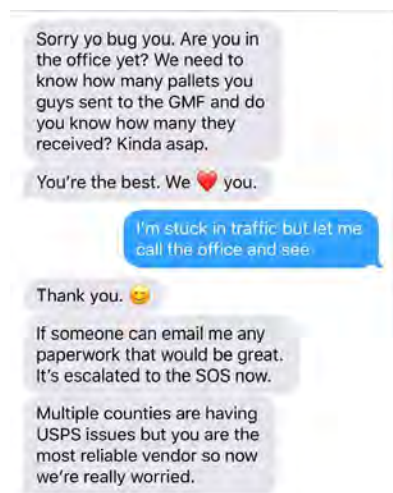 Sorry yo bug you. Are you in
the office yet? We need to
know how many pallets you
guys sent to the GMF and do
you know how many they
received? Kinda asap.
You're the best. We ❤️ you.
I'm stuck in traffic but let me
call the office and see
Thank you. 😊
If someone can email me any
paperwork that would be great.
It's escalated to the SOS now.
Multiple counties are having
USPS issues but you are the
most reliable vendor so now
we're really worried.